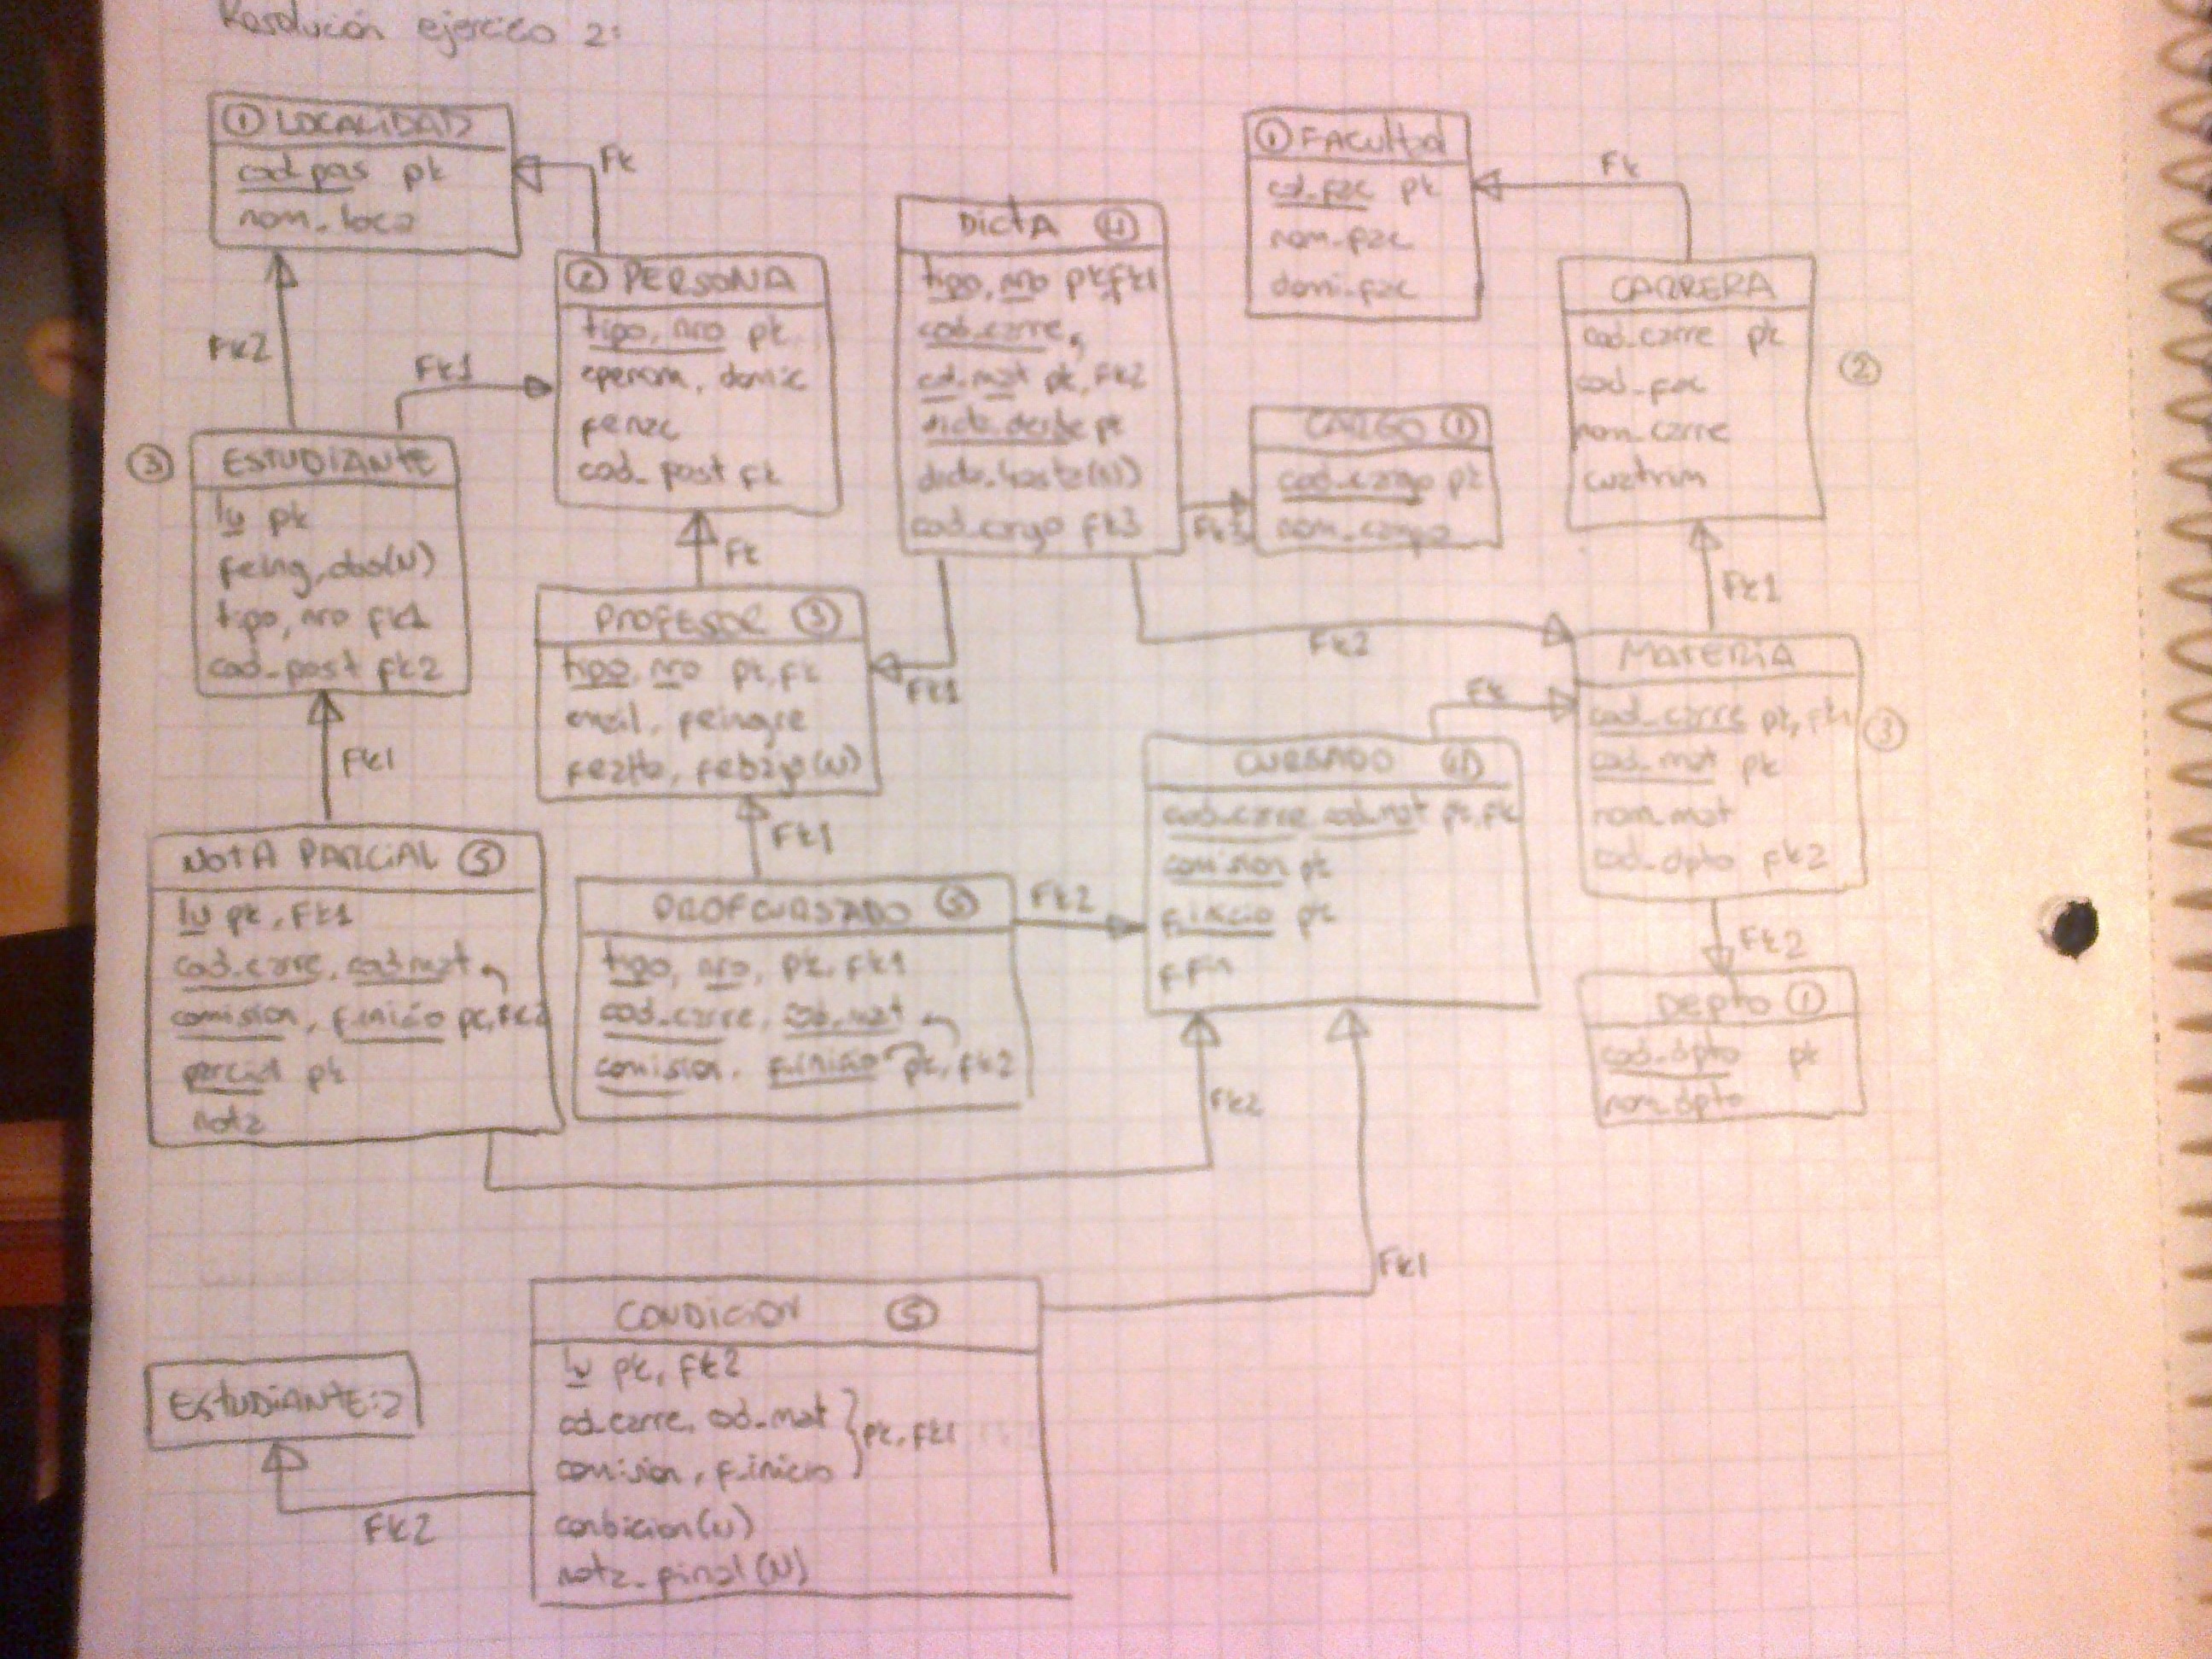 Resolución ejercicio 2:
① LOCALIDAD
cod_pos pk
nom_loca
Fk
② PERSONA
tipo, nro pk
apenom, domic
fenac
cod_post fk
Fk2
Fk1
③ ESTUDIANTE
lu pk
feing, obs(N)
tipo, nro fk1
cod_post fk2
Fk
PROFESOR ③
tipo, nro pk, fk
email, feingre
fealta, febaja(N)
DICTA ④
tipo, nro pk, fk1
cod_carre,
cod_mat pk, fk2
dicta_desde pk
dicta_hasta(N)
cod_cargo fk3
Fk1
Fk3
CARGO ①
cod_cargo pk
nom_cargo
① FACULTAD
cod_fac pk
nom_fac
domi_fac
Fk
CARRERA
②
cod_carre pk
cod_fac
nom_carre
cuatrim
Fk1
Fk2
MATERIA
③
cod_carre pk, fk1
cod_mat pk
nom_mat
cod_dpto fk2
Fk
CURSADO ④
cod_carre, cod_mat pk, fk
comision pk
f_inicio pk
f_fin
Fk2
DEPTO ①
cod_dpto pk
nom_dpto
Fk1
NOTA PARCIAL ⑤
lu pk, Fk1
cod_carre, cod_mat,
comision, f_inicio pk, fk2
parcial pk
nota
Fk1
PROFCURSADO ⑤
tipo, nro, pk, fk1
cod_carre, cod_mat,
comision, f_inicio pk, fk2
Fk2
Fk2
Fk1
CONDICION ⑤
lu pk, fk2
cod_carre, cod_mat } pk, fk1
comision, f_inicio
condicion(N)
nota_final(N)
ESTUDIANTE:2
Fk2